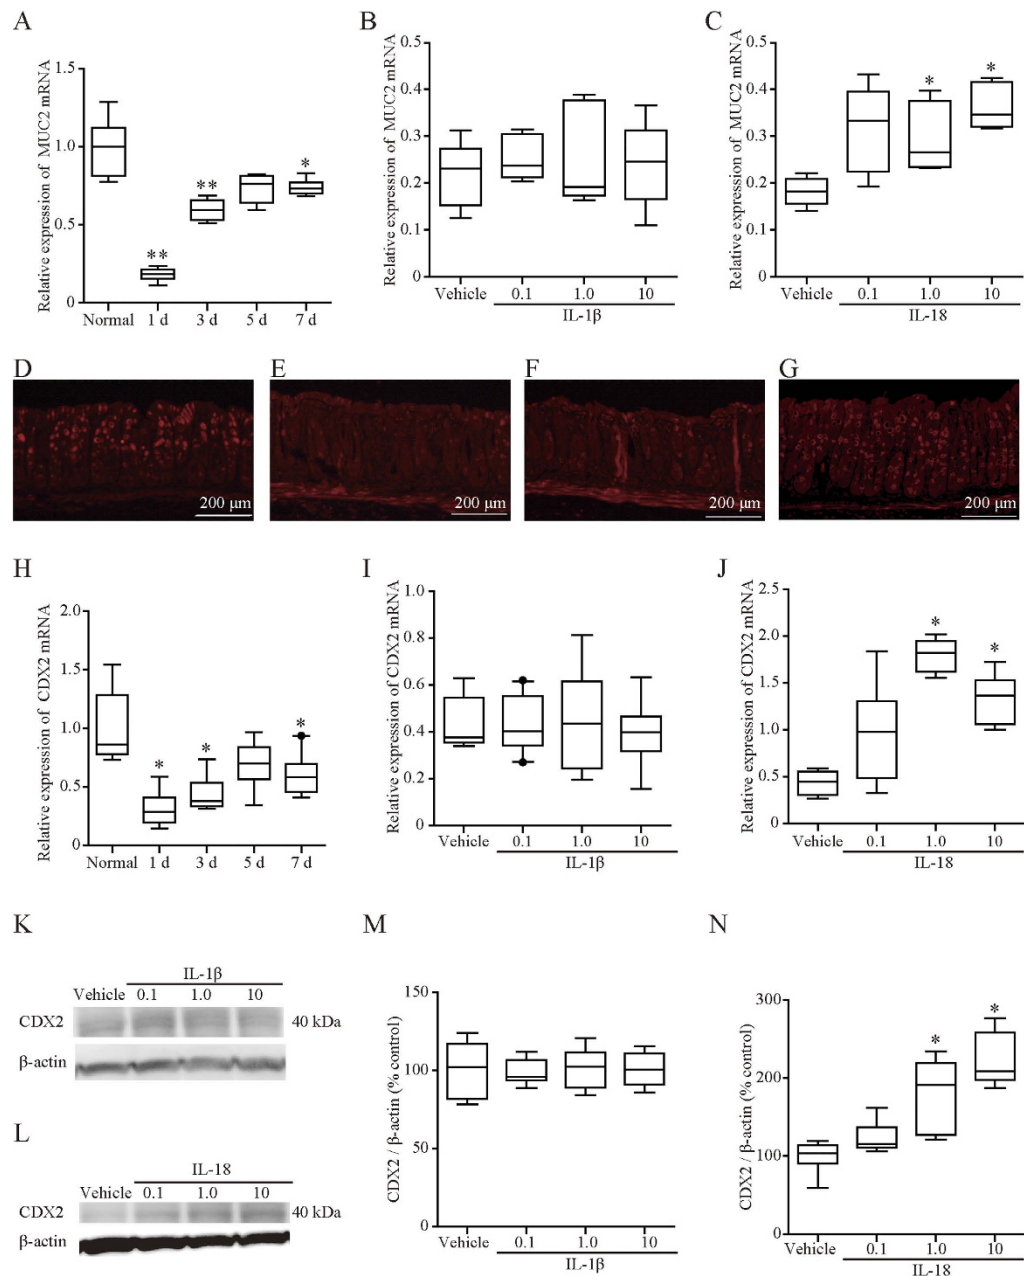 A
Relative expression of MUC2 mRNA
1.5
1.0
0.5
0
**
**
*
Normal 1 d 3 d 5 d 7 d
B
Relative expression of MUC2 mRNA
0.5
0.4
0.3
0.2
0.1
0
Vehicle 0.1 1.0 10
IL-1β
C
Relative expression of MUC2 mRNA
0.5
0.4
0.3
0.2
0.1
0
*
*
Vehicle 0.1 1.0 10
IL-18
D
200 μm
E
200 μm
F
200 μm
G
200 μm
H
Relative expression of CDX2 mRNA
2.0
1.5
1.0
0.5
0
*
*
*
Normal 1 d 3 d 5 d 7 d
I
Relative expression of CDX2 mRNA
1.0
0.8
0.6
0.4
0.2
0
Vehicle 0.1 1.0 10
IL-1β
J
Relative expression of CDX2 mRNA
2.5
2.0
1.5
1.0
0.5
0
*
*
Vehicle 0.1 1.0 10
IL-18
K
IL-1β
Vehicle 0.1 1.0 10
CDX2 40 kDa
β-actin
L
IL-18
Vehicle 0.1 1.0 10
CDX2 40 kDa
β-actin
M
CDX2 / β-actin (% control)
150
100
50
0
Vehicle 0.1 1.0 10
IL-1β
N
CDX2 / β-actin (% control)
300
200
100
0
*
*
Vehicle 0.1 1.0 10
IL-18